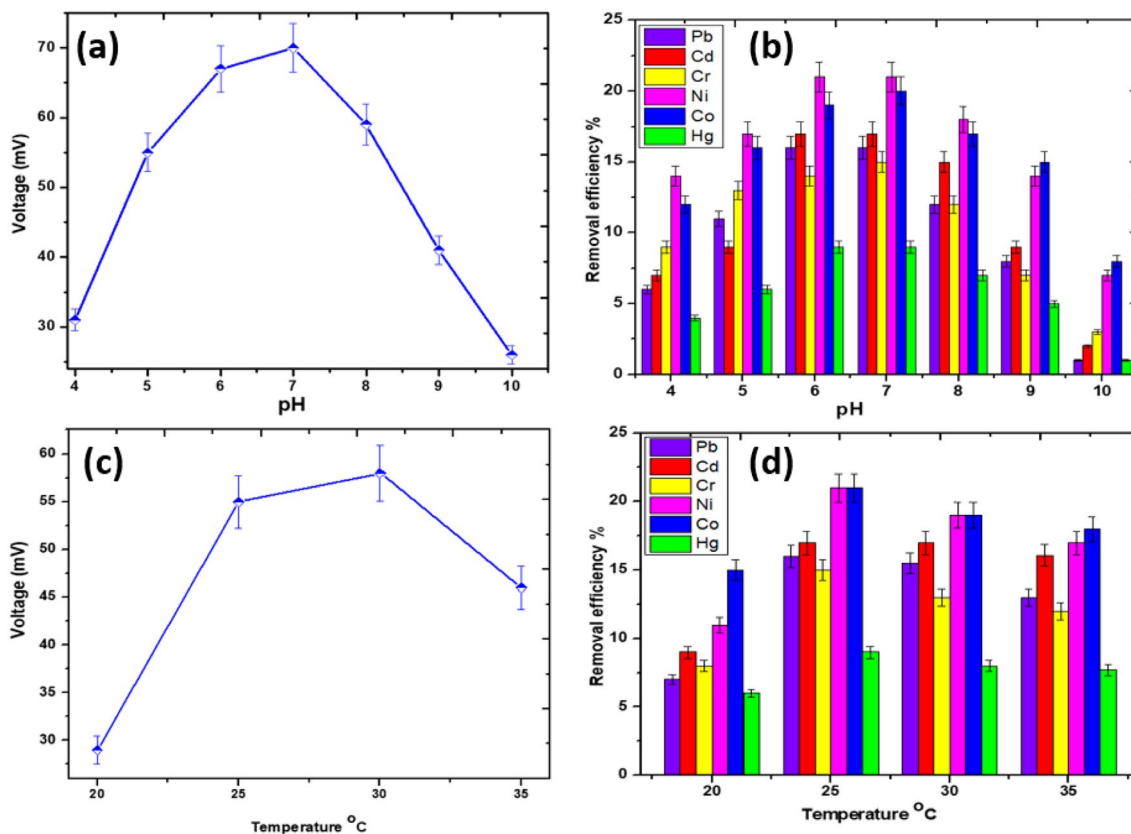 (a)
Voltage (mV)
70
60
50
40
30
4 5 6 7 8 9 10
pH
(b)
Pb
Cd
Cr
Ni
Co
Hg
Removal efficiency %
25
20
15
10
5
0
4 5 6 7 8 9 10
pH
(c)
Voltage (mV)
60
55
50
45
40
35
30
20 25 30 35
Temperature °C
(d)
Pb
Cd
Cr
Ni
Co
Hg
Removal efficiency %
25
20
15
10
5
0
20 25 30 35
Temperature °C